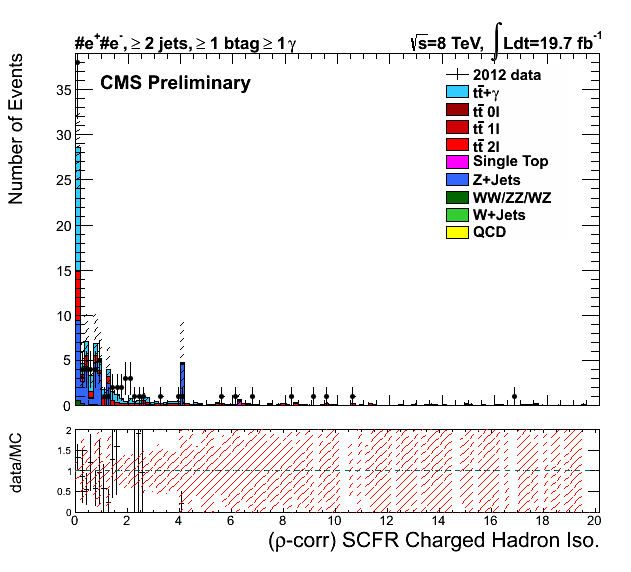 #e⁺#e⁻, ≥ 2 jets, ≥ 1 btag ≥ 1γ
√s=8 TeV, ∫ Ldt=19.7 fb⁻¹
CMS Preliminary
2012 data
tt̄+γ
tt̄ 0l
tt̄ 1l
tt̄ 2l
Single Top
Z+Jets
WW/ZZ/WZ
W+Jets
QCD
Number of Events
35
30
25
20
15
10
5
0
data/MC
2
1.5
1
0.5
0
0 2 4 6 8 10 12 14 16 18 20
(ρ-corr) SCFR Charged Hadron Iso.